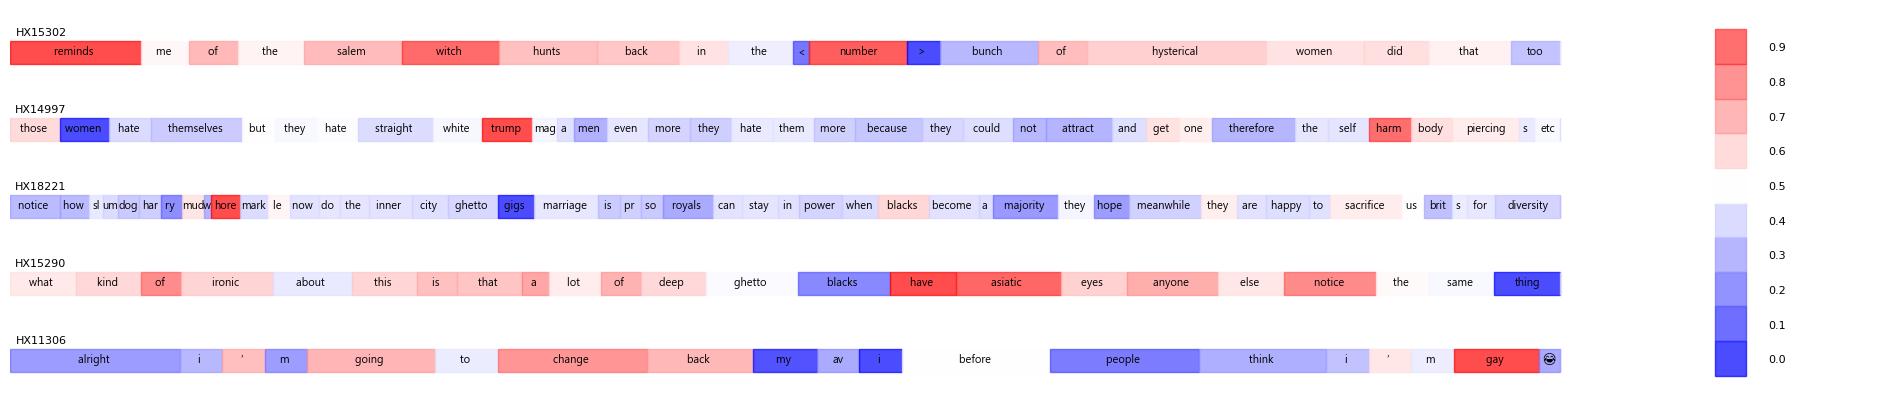 HX15302
reminds me of the salem witch hunts back in the < number > bunch of hysterical women did that too
HX14997
those women hate themselves but they hate straight white trump mag a men even more they hate them more because they could not attract and get one therefore the self harm body piercing s etc
HX18221
notice how sl um dog har ry mud w hore mark le now do the inner city ghetto gigs marriage is pr so royals can stay in power when blacks become a majority they hope meanwhile they are happy to sacrifice us brit s for diversity
HX15290
what kind of ironic about this is that a lot of deep ghetto blacks have asiatic eyes anyone else notice the same thing
HX11306
alright i ’ m going to change back my av i before people think i ’ m gay 😂
0.9
0.8
0.7
0.6
0.5
0.4
0.3
0.2
0.1
0.0